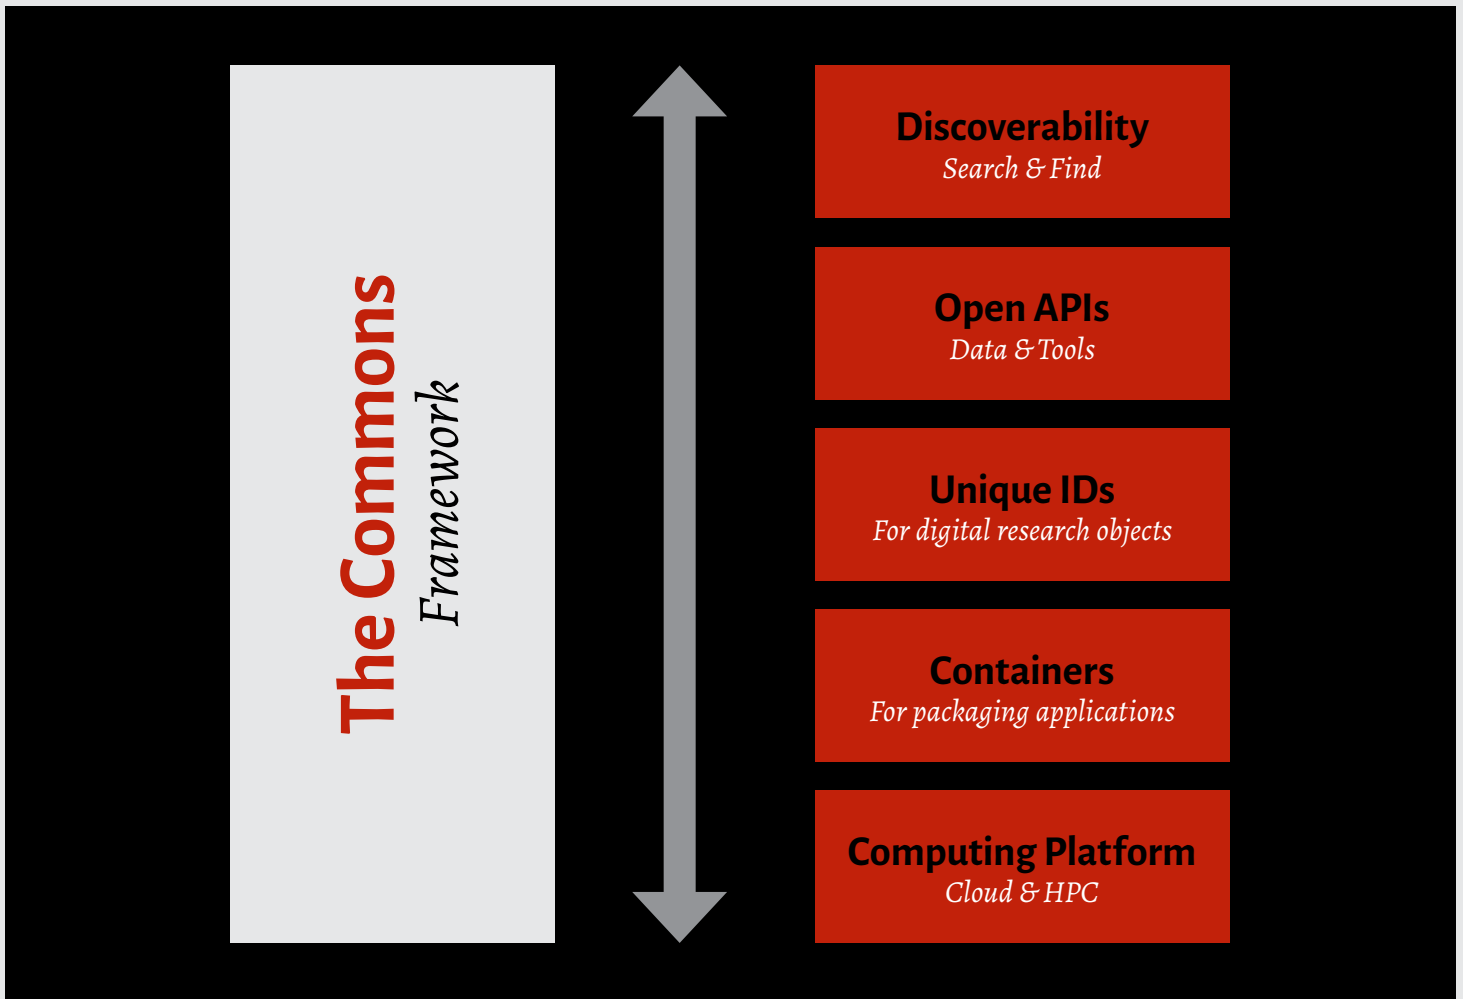 The Commons
Framework
Discoverability
Search & Find
Open APIs
Data & Tools
Unique IDs
For digital research objects
Containers
For packaging applications
Computing Platform
Cloud & HPC